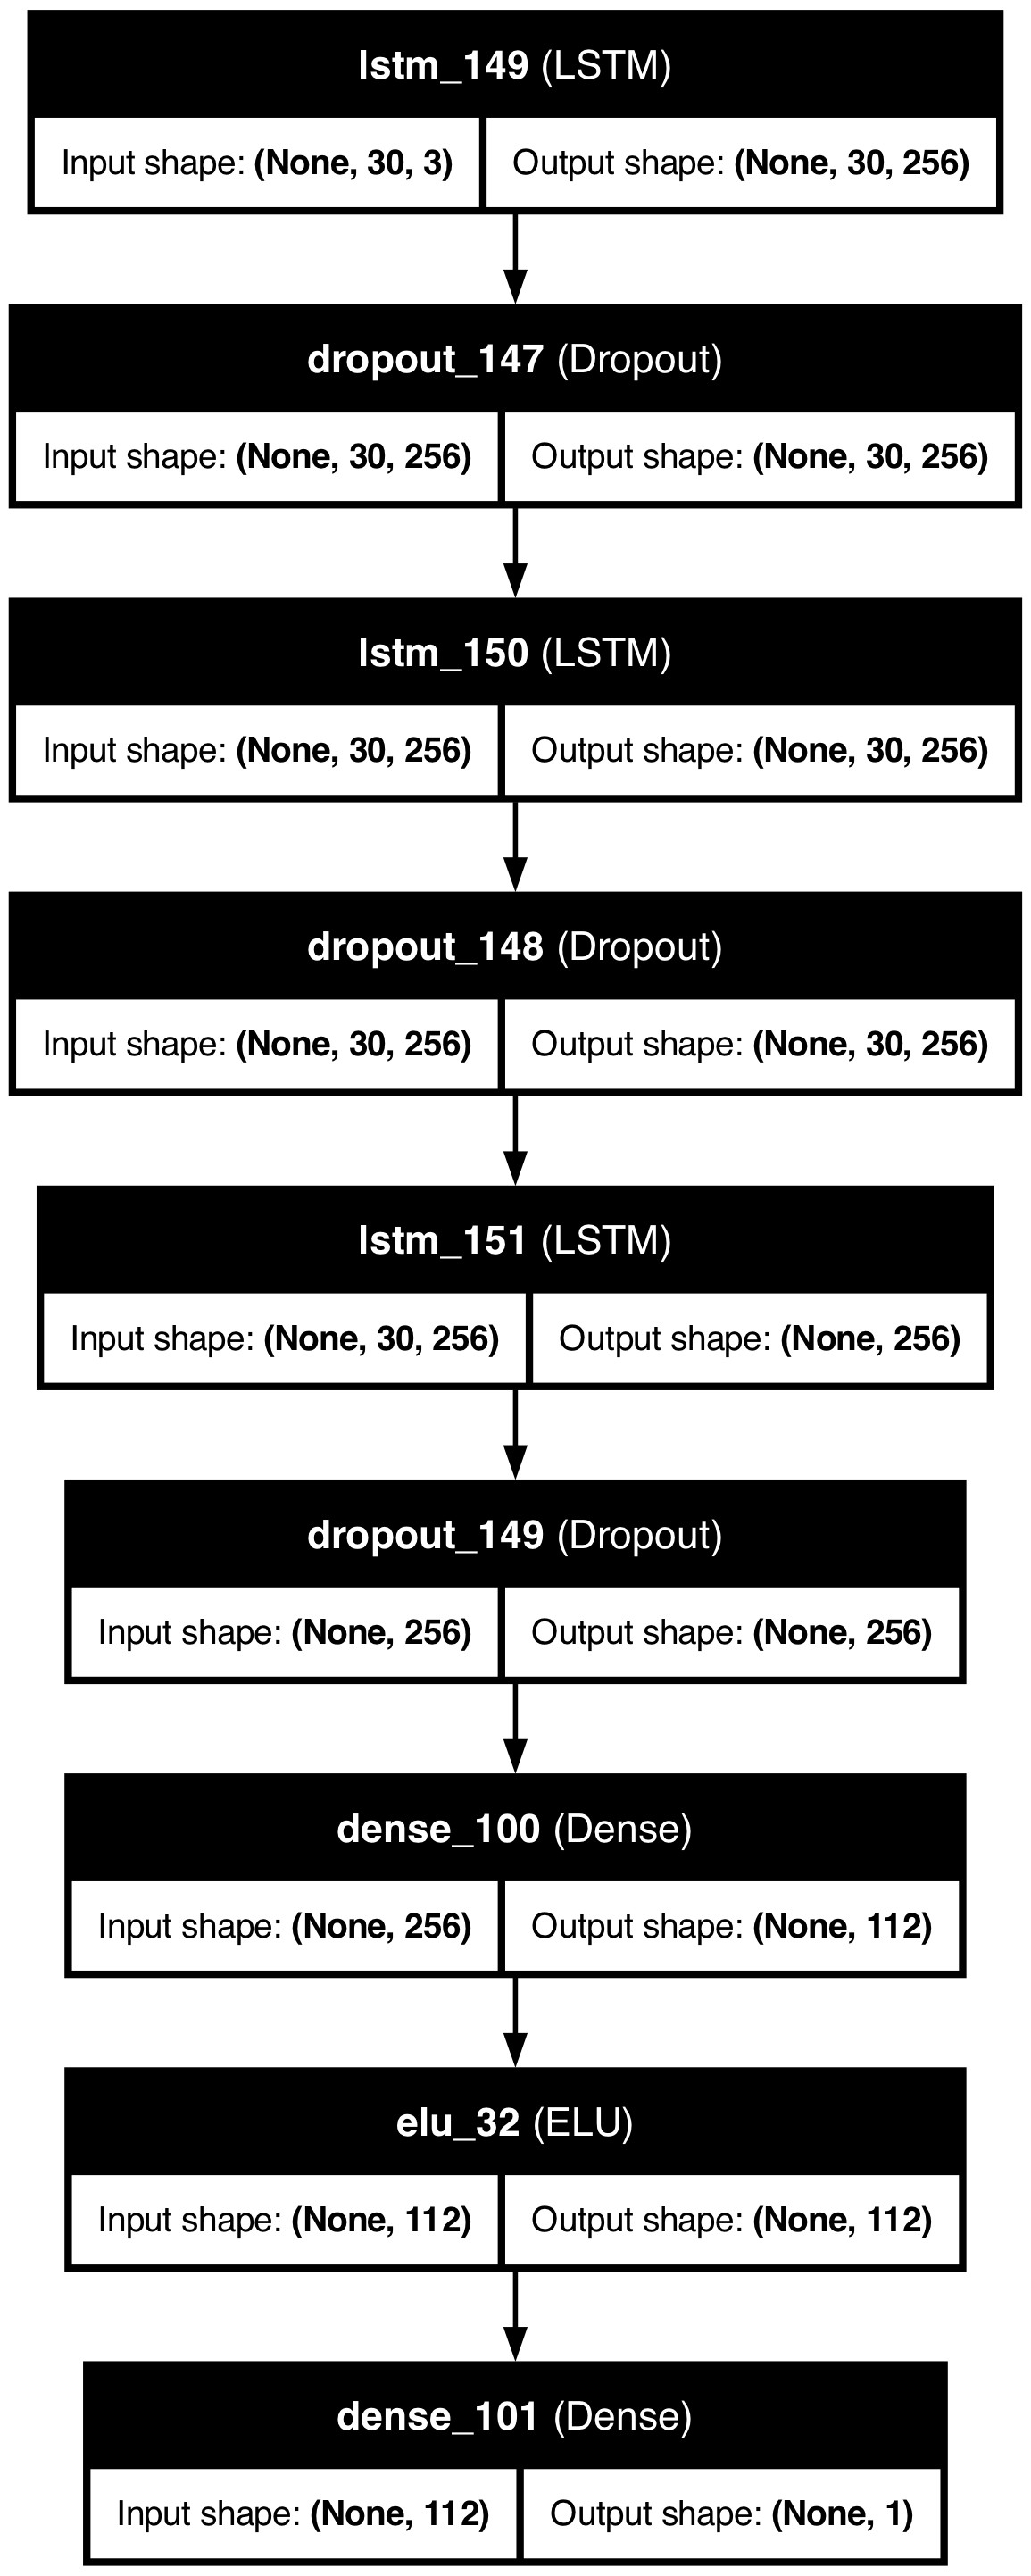 lstm_149 (LSTM)
Input shape: (None, 30, 3) Output shape: (None, 30, 256)
dropout_147 (Dropout)
Input shape: (None, 30, 256) Output shape: (None, 30, 256)
lstm_150 (LSTM)
Input shape: (None, 30, 256) Output shape: (None, 30, 256)
dropout_148 (Dropout)
Input shape: (None, 30, 256) Output shape: (None, 30, 256)
lstm_151 (LSTM)
Input shape: (None, 30, 256) Output shape: (None, 256)
dropout_149 (Dropout)
Input shape: (None, 256) Output shape: (None, 256)
dense_100 (Dense)
Input shape: (None, 256) Output shape: (None, 112)
elu_32 (ELU)
Input shape: (None, 112) Output shape: (None, 112)
dense_101 (Dense)
Input shape: (None, 112) Output shape: (None, 1)